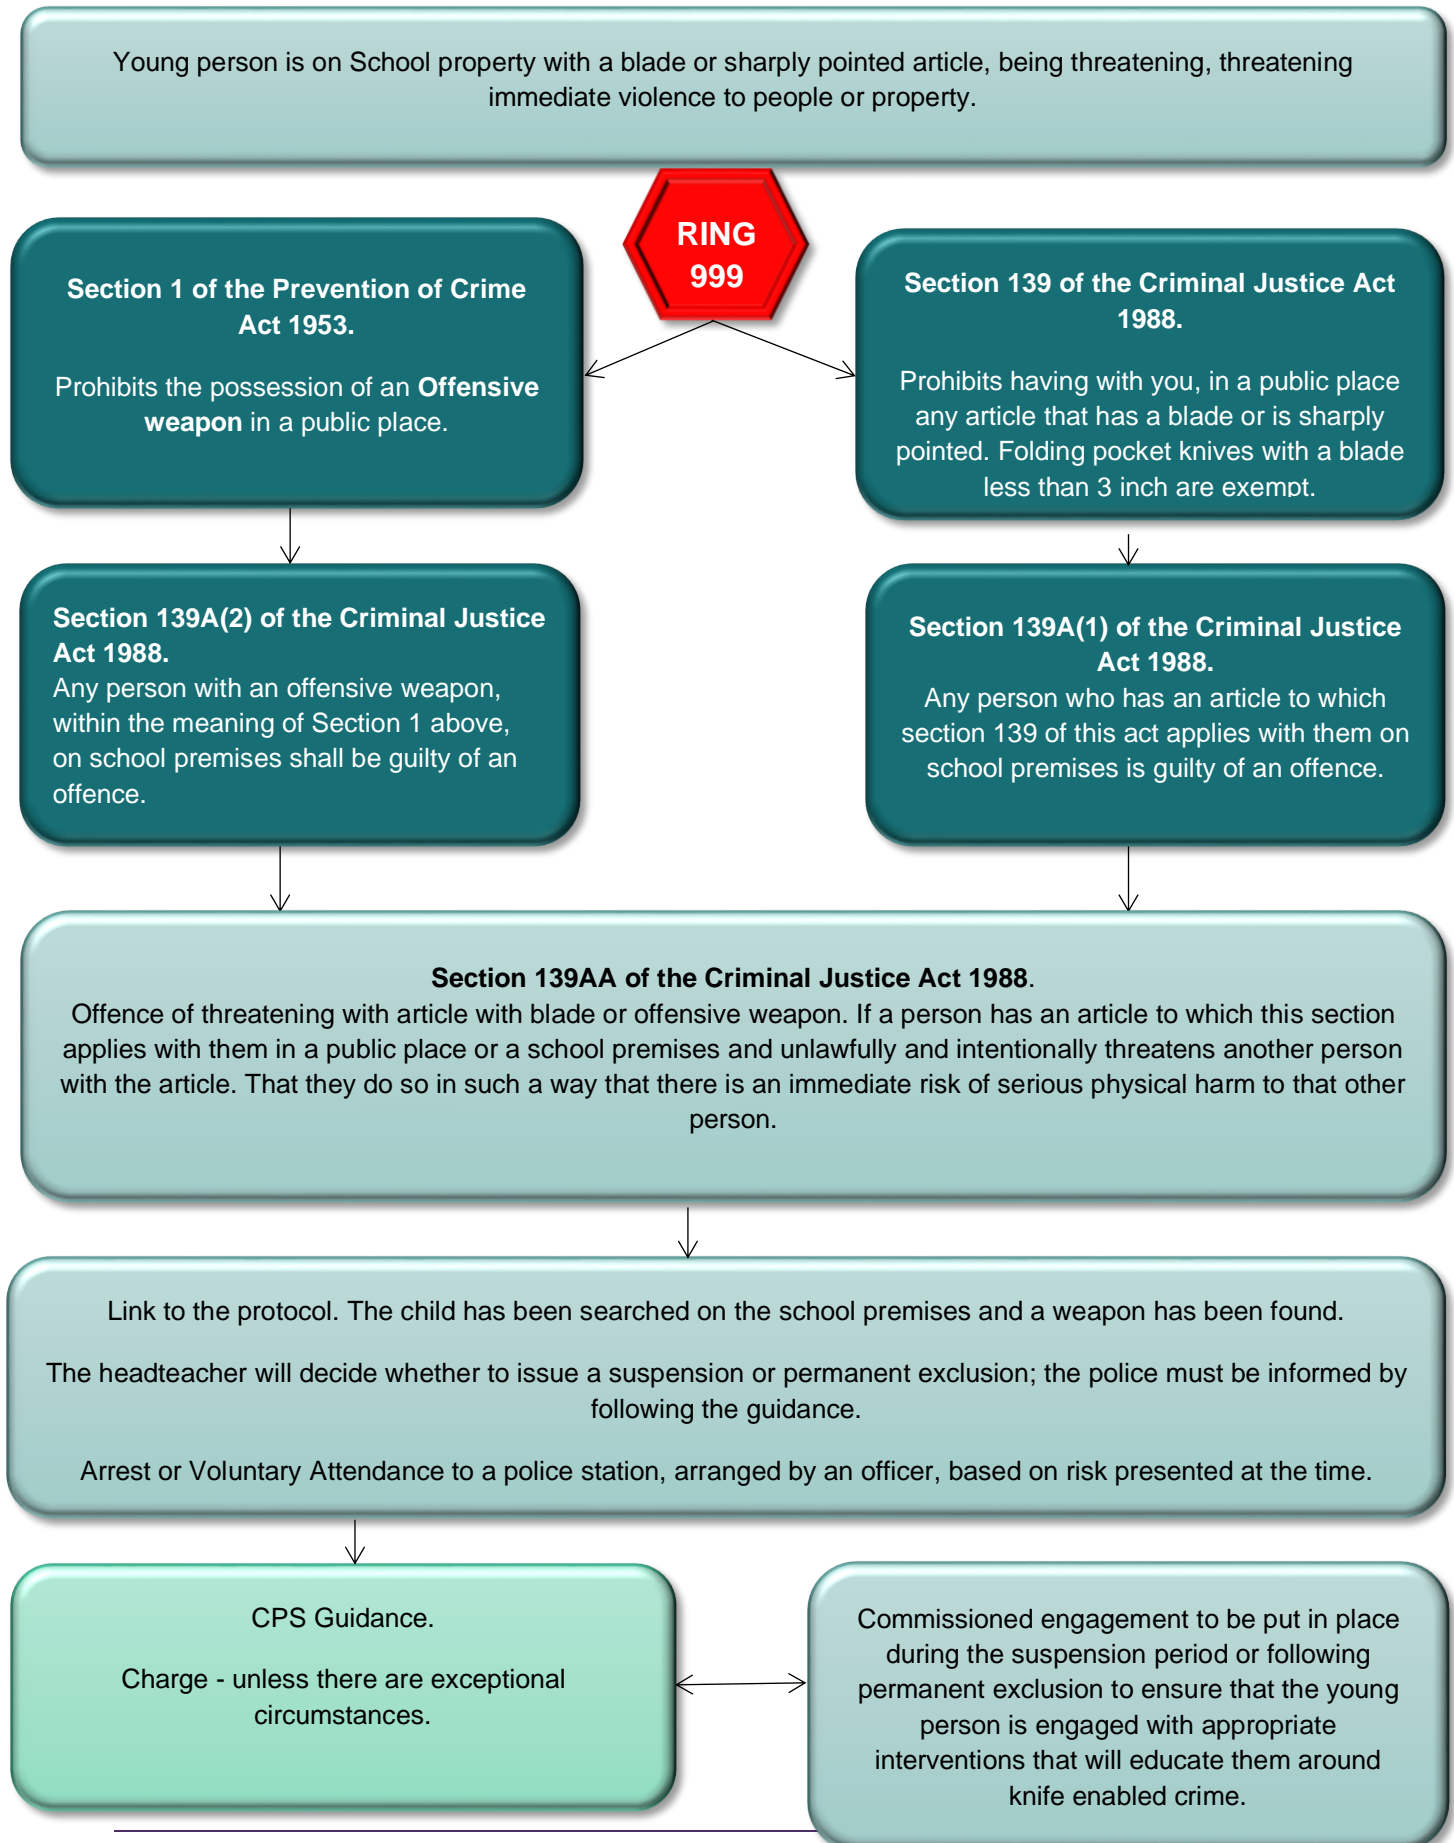 Young person is on School property with a blade or sharply pointed article, being threatening, threatening
immediate violence to people or property.
RING
999
Section 1 of the Prevention of Crime
Act 1953.
Prohibits the possession of an Offensive
weapon in a public place.
Section 139 of the Criminal Justice Act
1988.
Prohibits having with you, in a public place
any article that has a blade or is sharply
pointed. Folding pocket knives with a blade
less than 3 inch are exempt.
Section 139A(2) of the Criminal Justice
Act 1988.
Any person with an offensive weapon,
within the meaning of Section 1 above,
on school premises shall be guilty of an
offence.
Section 139A(1) of the Criminal Justice
Act 1988.
Any person who has an article to which
section 139 of this act applies with them on
school premises is guilty of an offence.
Section 139AA of the Criminal Justice Act 1988.
Offence of threatening with article with blade or offensive weapon. If a person has an article to which this section
applies with them in a public place or a school premises and unlawfully and intentionally threatens another person
with the article. That they do so in such a way that there is an immediate risk of serious physical harm to that other
person.
Link to the protocol. The child has been searched on the school premises and a weapon has been found.
The headteacher will decide whether to issue a suspension or permanent exclusion; the police must be informed by
following the guidance.
Arrest or Voluntary Attendance to a police station, arranged by an officer, based on risk presented at the time.
CPS Guidance.
Charge - unless there are exceptional
circumstances.
Commissioned engagement to be put in place
during the suspension period or following
permanent exclusion to ensure that the young
person is engaged with appropriate
interventions that will educate them around
knife enabled crime.